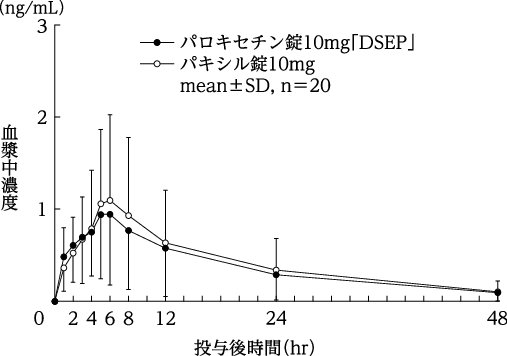 (ng/mL)
3
2
1
0
パロキセチン錠10mg「DSEP」
パキシル錠10mg
mean±SD, n＝20
血漿中濃度
2 4 6 8 12 24 48
投与後時間(hr)